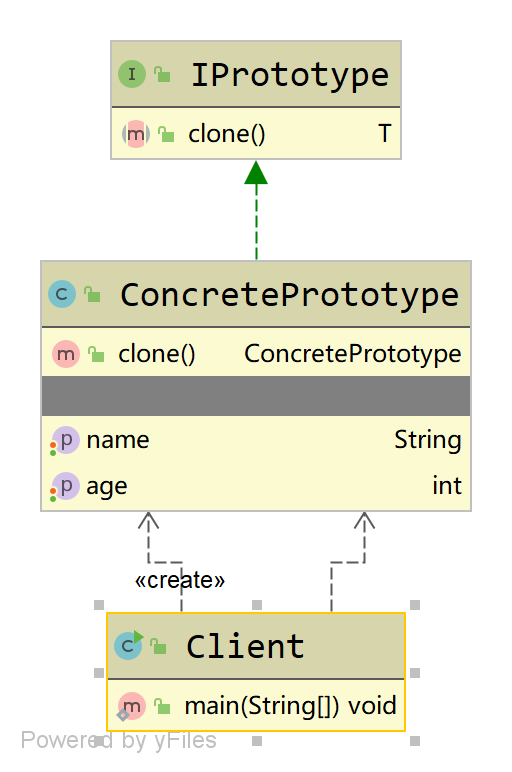 I IPrototype
m clone() T
C ConcretePrototype
m clone() ConcretePrototype
p name String
p age int
«create»
C Client
m main(String[]) void
Powered by yFiles